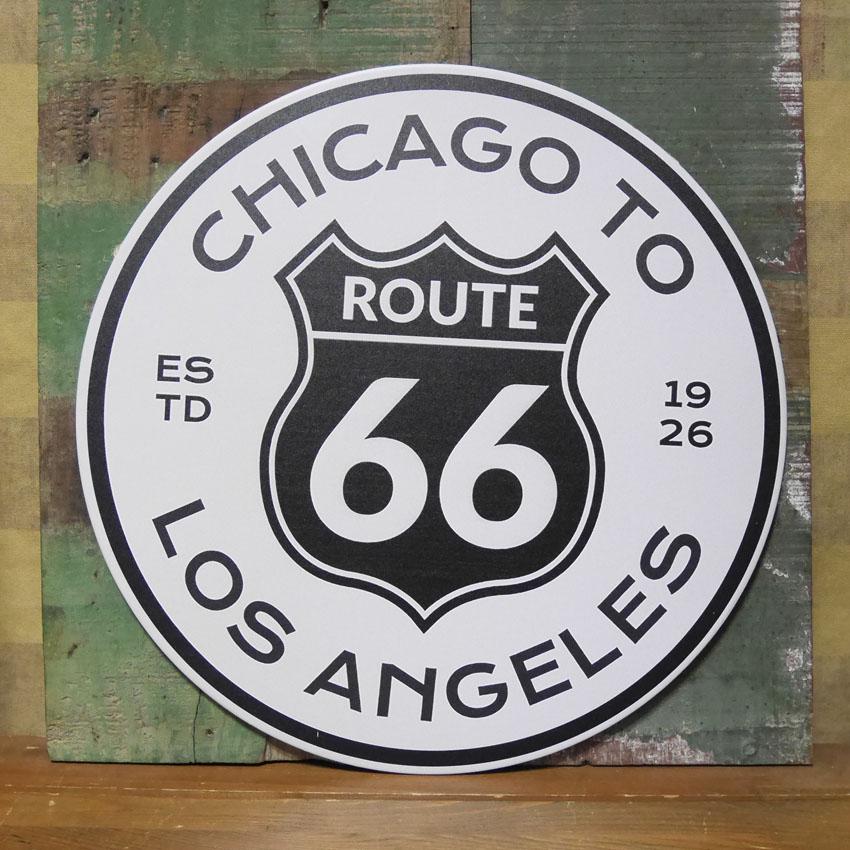 CHICAGO TO
ROUTE
66
ES
TD
19
26
LOS ANGELES